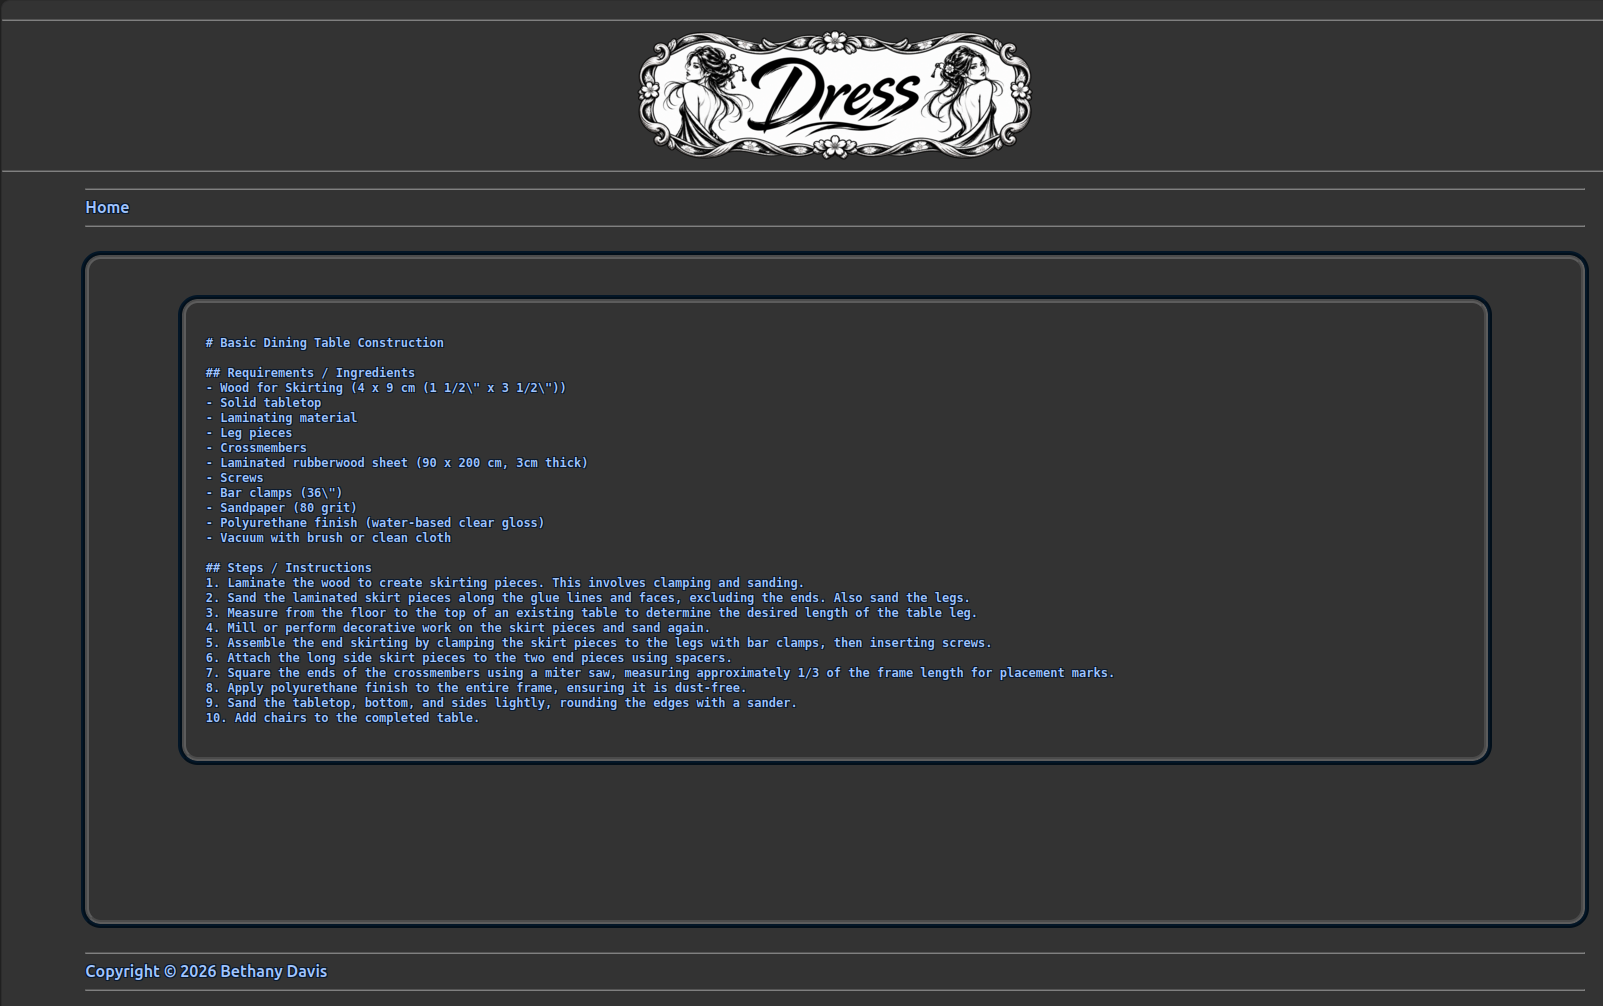 Dress
Home
# Basic Dining Table Construction
## Requirements / Ingredients
- Wood for Skirting (4 x 9 cm (1 1/2\" x 3 1/2\"))
- Solid tabletop
- Laminating material
- Leg pieces
- Crossmembers
- Laminated rubberwood sheet (90 x 200 cm, 3cm thick)
- Screws
- Bar clamps (36\")
- Sandpaper (80 grit)
- Polyurethane finish (water-based clear gloss)
- Vacuum with brush or clean cloth
## Steps / Instructions
1. Laminate the wood to create skirting pieces. This involves clamping and sanding.
2. Sand the laminated skirt pieces along the glue lines and faces, excluding the ends. Also sand the legs.
3. Measure from the floor to the top of an existing table to determine the desired length of the table leg.
4. Mill or perform decorative work on the skirt pieces and sand again.
5. Assemble the end skirting by clamping the skirt pieces to the legs with bar clamps, then inserting screws.
6. Attach the long side skirt pieces to the two end pieces using spacers.
7. Square the ends of the crossmembers using a miter saw, measuring approximately 1/3 of the frame length for placement marks.
8. Apply polyurethane finish to the entire frame, ensuring it is dust-free.
9. Sand the tabletop, bottom, and sides lightly, rounding the edges with a sander.
10. Add chairs to the completed table.
Copyright © 2026 Bethany Davis